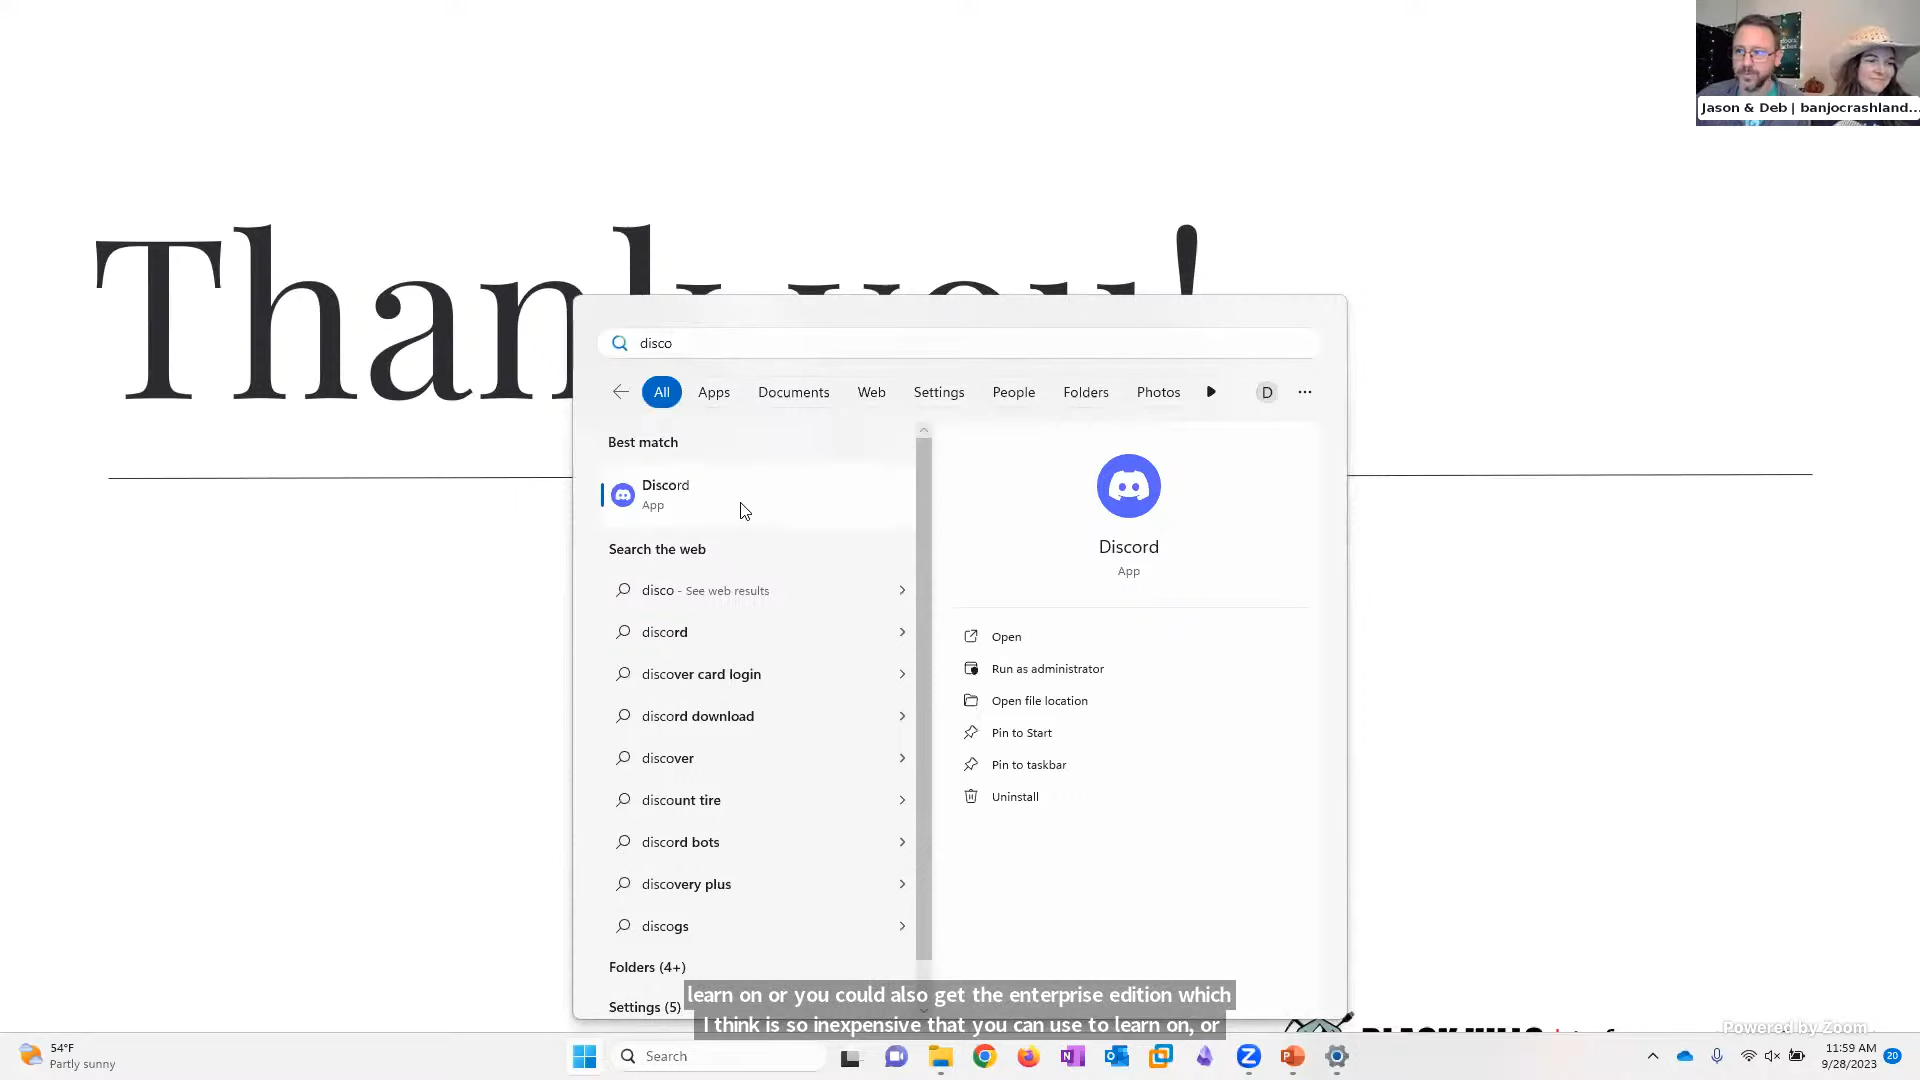 Jason & Deb | banjocrashland...
Thank you!
disco
All Apps Documents Web Settings People Folders Photos D
Best match
Discord
App
Search the web
disco - See web results
discord
discover card login
discord download
discover
discount tire
discord bots
discovery plus
discogs
Folders (4+)
Settings (5)
Discord
App
Open
Run as administrator
Open file location
Pin to Start
Pin to taskbar
Uninstall
learn on or you could also get the enterprise edition which
I think is so inexpensive that you can use to learn on, or
BLACK HILLS
Powered by Zoom
54°F
Partly sunny
Search
11:59 AM
9/28/2023
20